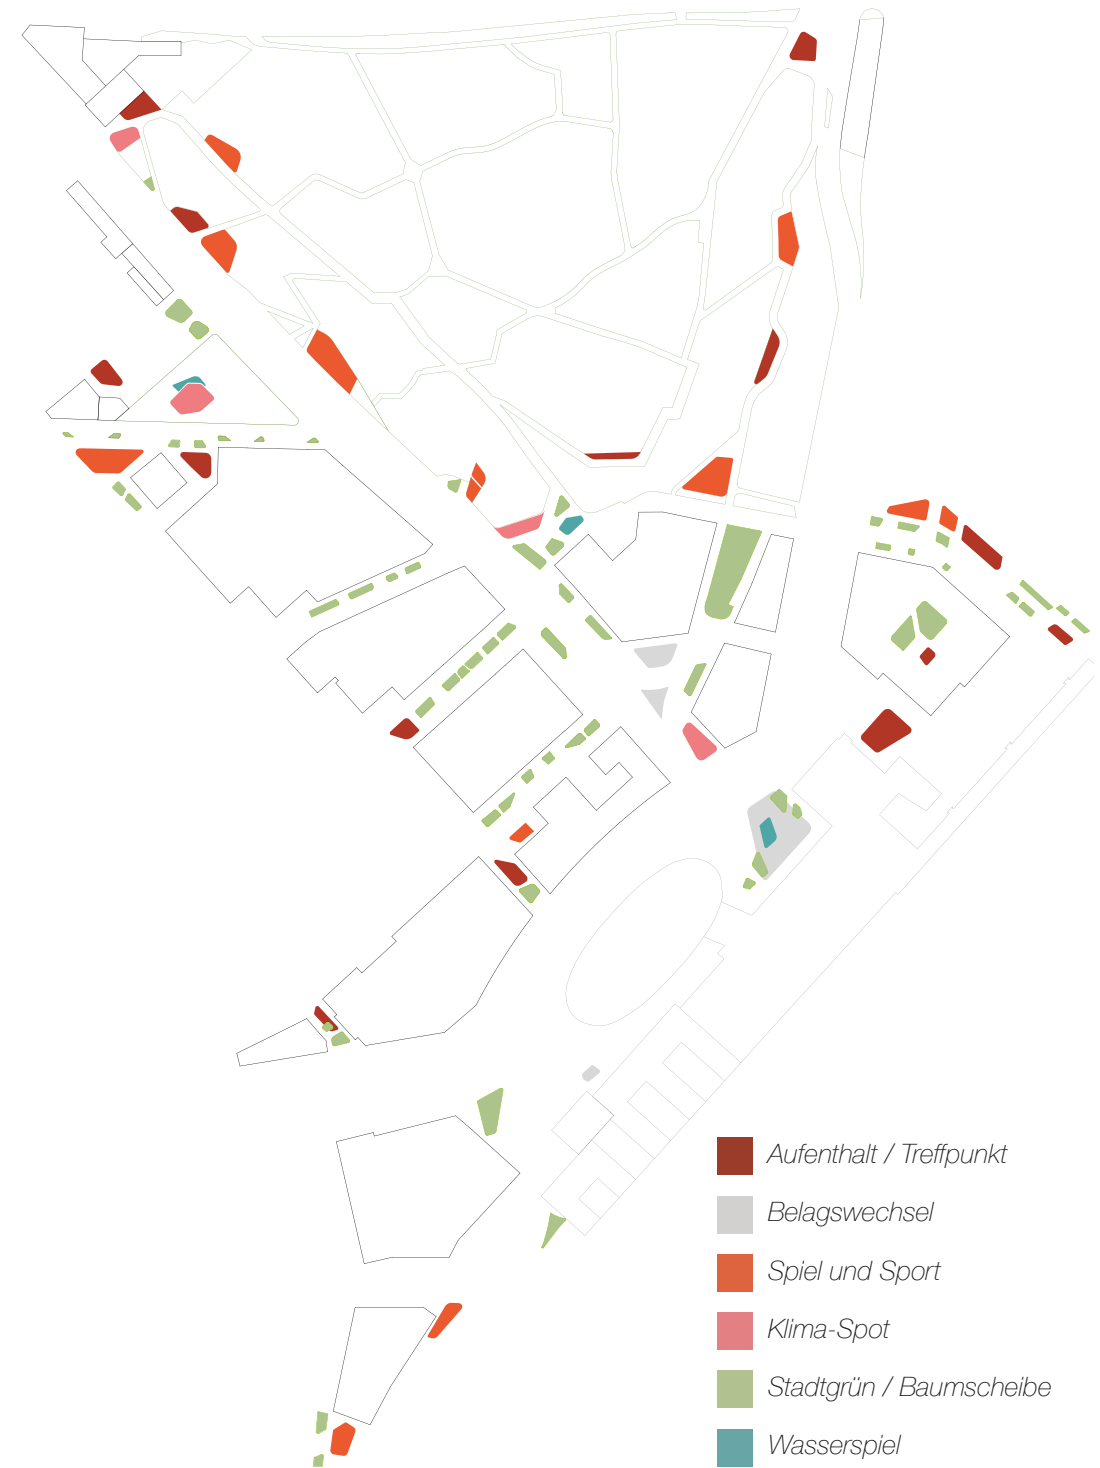 Aufenthalt / Treffpunkt
Belagswechsel
Spiel und Sport
Klima-Spot
Stadtgrün / Baumscheibe
Wasserspiel